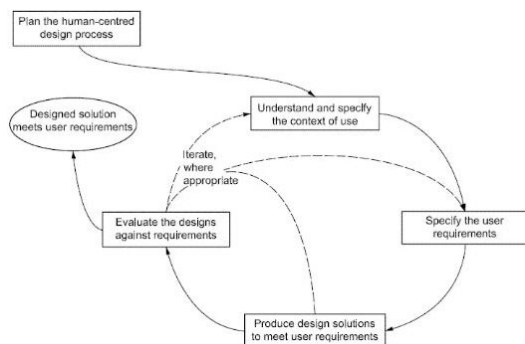 Plan the human-centred
design process
Understand and specify
the context of use
Designed solution
meets user requirements
Iterate,
where
appropriate
Evaluate the designs
against requirements
Specify the user
requirements
Produce design solutions
to meet user requirements